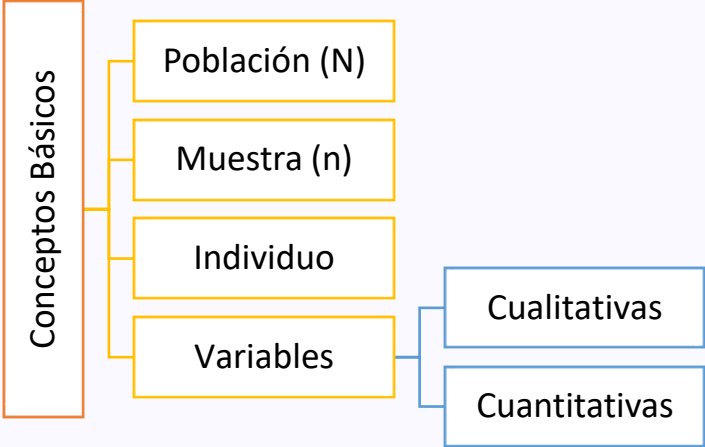 Conceptos Básicos
Población (N)
Muestra (n)
Individuo
Variables
Cualitativas
Cuantitativas